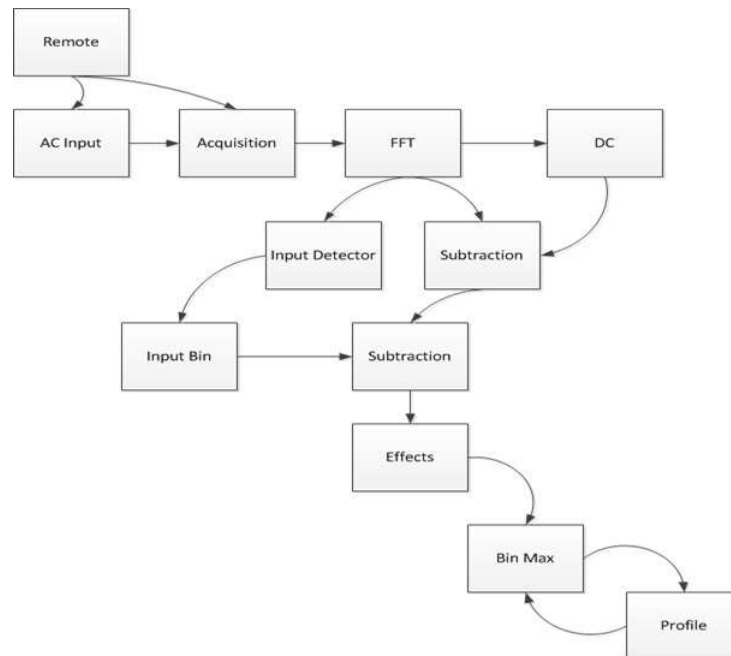 Remote
AC Input
Acquisition
FFT
DC
Input Detector
Subtraction
Input Bin
Subtraction
Effects
Bin Max
Profile